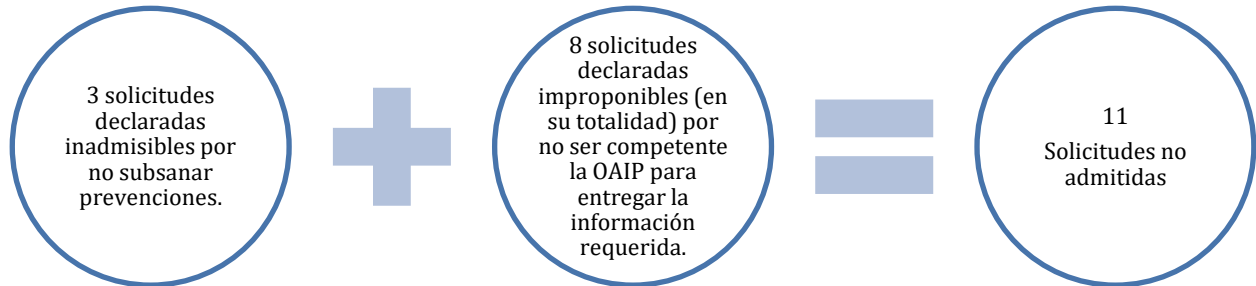 3 solicitudes
declaradas
inadmisibles por
no subsanar
prevenciones.
8 solicitudes
declaradas
improponibles (en
su totalidad) por
no ser competente
la OAIP para
entregar la
información
requerida.
11
Solicitudes no
admitidas